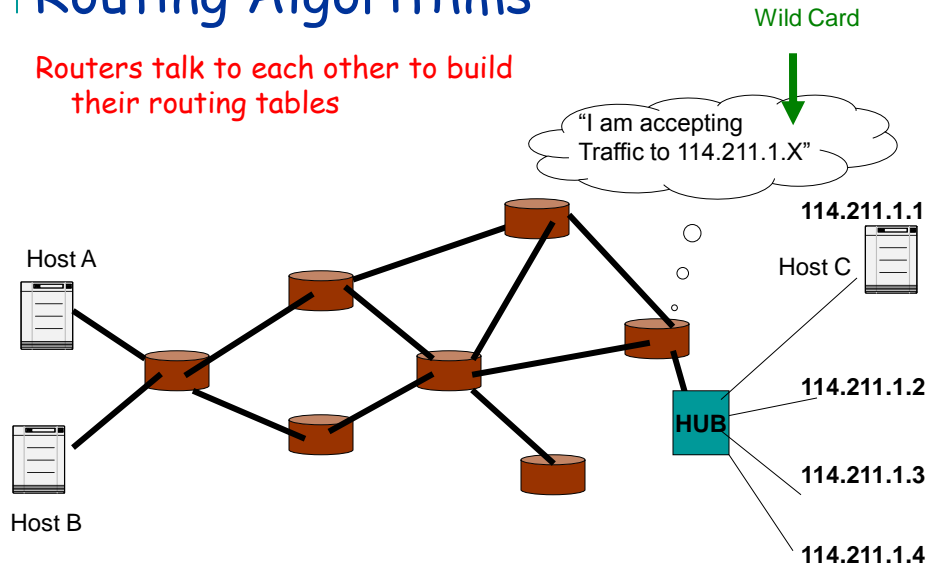 Routing Algorithms
Wild Card
Routers talk to each other to build
their routing tables
“I am accepting
Traffic to 114.211.1.X”
114.211.1.1
Host A
Host C
114.211.1.2
HUB
114.211.1.3
Host B
114.211.1.4